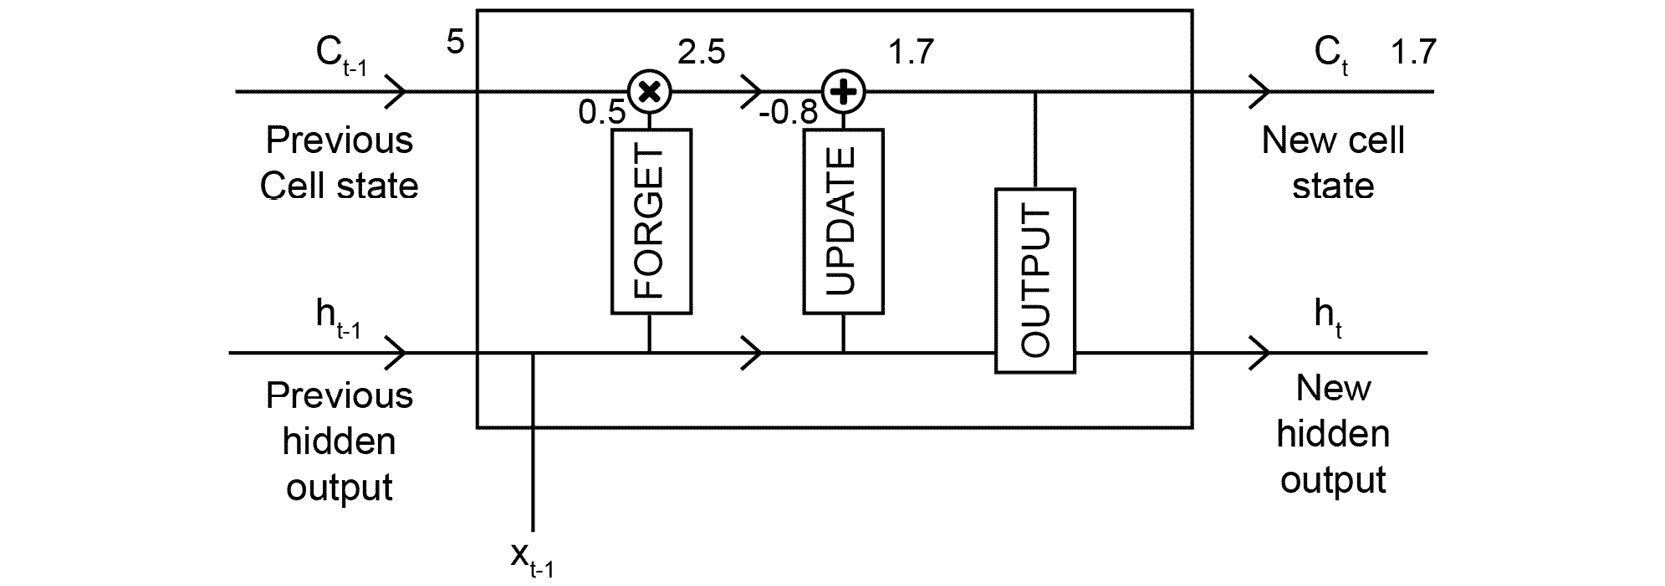 C_{t-1}
5
2.5
1.7
C_t
1.7
0.5
-0.8
Previous
Cell state
New cell
state
FORGET
UPDATE
OUTPUT
h_{t-1}
h_t
Previous
hidden
output
New
hidden
output
x_{t-1}